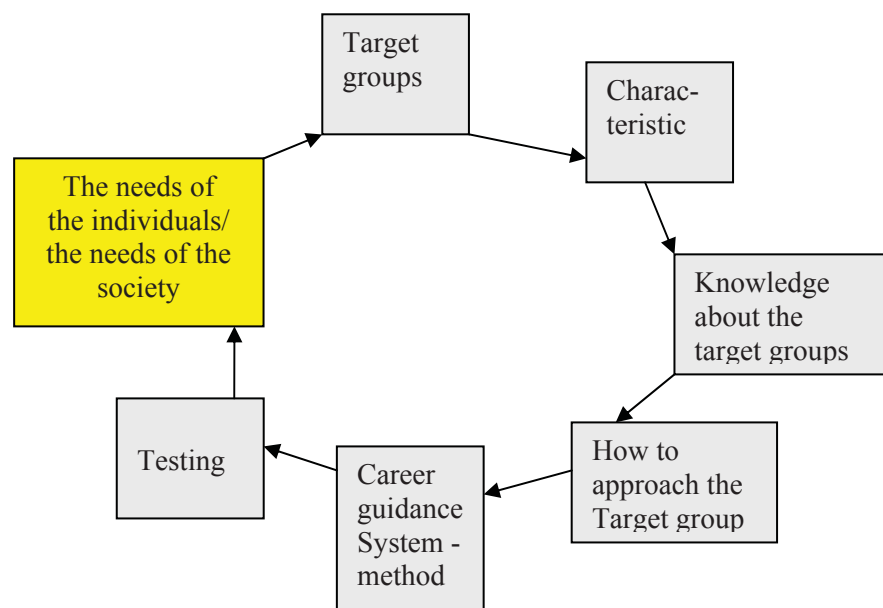 Target
groups
Charac-
teristic
The needs of
the individuals/
the needs of the
society
Knowledge
about the
target groups
How to
approach the
Target group
Career
guidance
System -
method
Testing